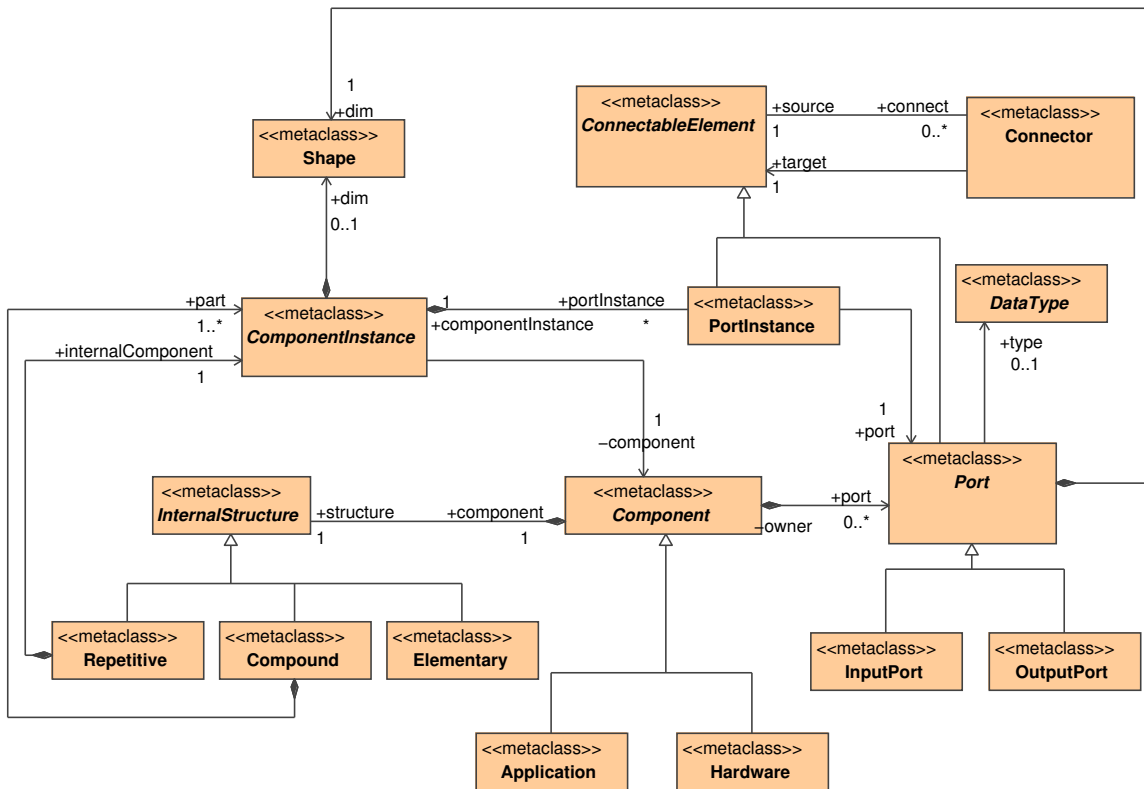 1
+dim
<<metaclass>>
Shape
+dim
0..1
<<metaclass>>
ConnectableElement
+source
1
+connect
0..*
+target
1
<<metaclass>>
Connector
+part
1..*
+internalComponent
1
<<metaclass>>
ComponentInstance
1
+componentInstance
+portInstance
*
<<metaclass>>
PortInstance
<<metaclass>>
DataType
+type
0..1
1
+port
1
−component
<<metaclass>>
InternalStructure
+structure
1
+component
1
<<metaclass>>
Component
−owner
+port
0..*
<<metaclass>>
Port
<<metaclass>>
Repetitive
<<metaclass>>
Compound
<<metaclass>>
Elementary
<<metaclass>>
InputPort
<<metaclass>>
OutputPort
<<metaclass>>
Application
<<metaclass>>
Hardware